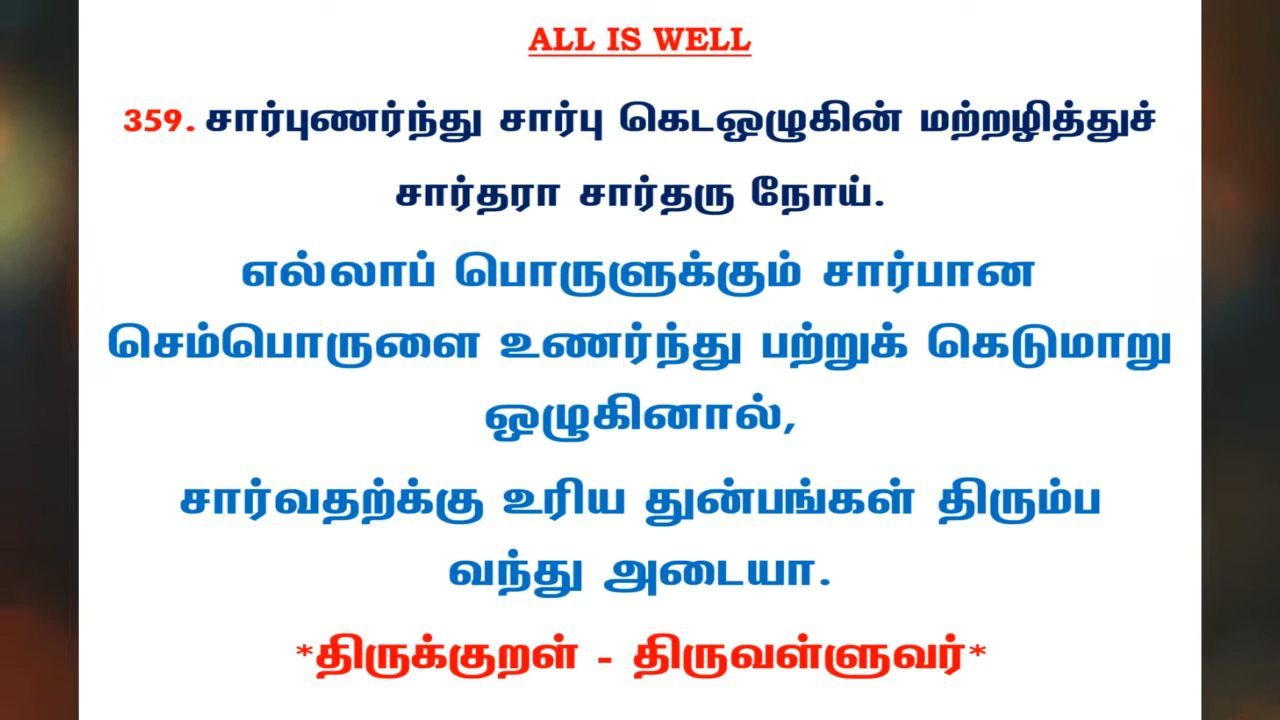 ALL IS WELL
359. சார்புணர்ந்து சார்பு கெடஒழுகின் மற்றழித்துச்
சார்தரா சார்தரு நோய்.
எல்லாப் பொருளுக்கும் சார்பான
செம்பொருளை உணர்ந்து பற்றுக் கெடுமாறு
ஒழுகினால்,
சார்வதற்க்கு உரிய துன்பங்கள் திரும்ப
வந்து அடையா.
*திருக்குறள் - திருவள்ளுவர்*